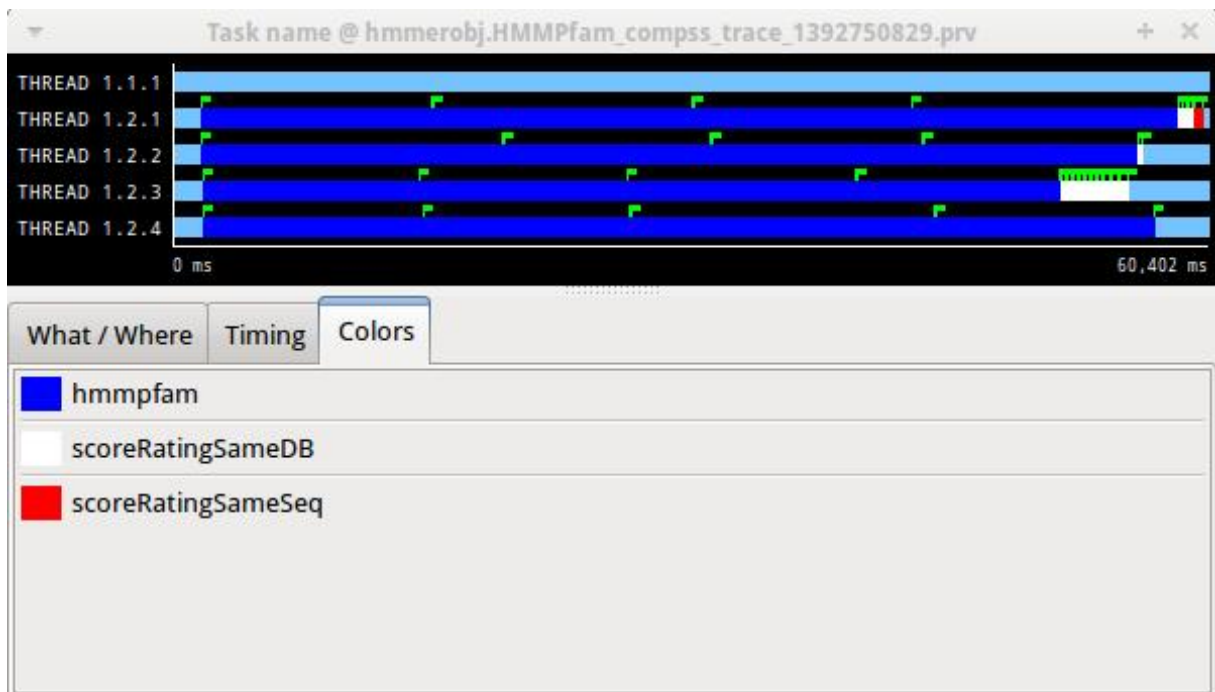 Task name @ hmmerobj.HMMPfam_compss_trace_1392750829.prv
THREAD 1.1.1
THREAD 1.2.1
THREAD 1.2.2
THREAD 1.2.3
THREAD 1.2.4
0 ms 60,402 ms
What / Where Timing Colors
hmmpfam
scoreRatingSameDB
scoreRatingSameSeq